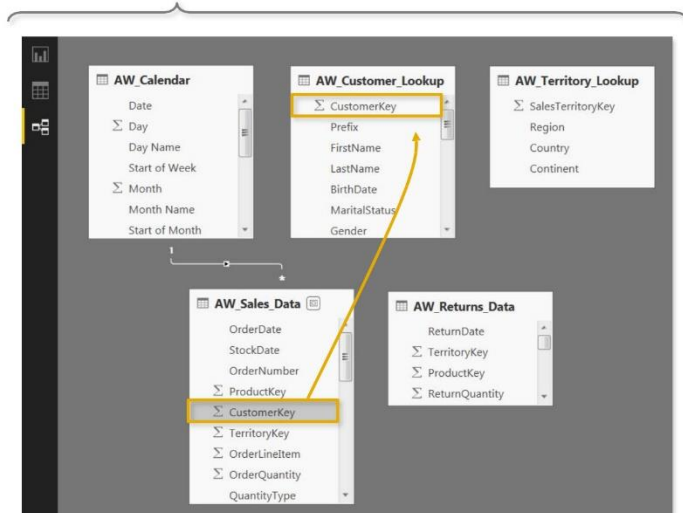 AW_Calendar
Date
Σ Day
Day Name
Start of Week
Σ Month
Month Name
Start of Month
AW_Customer_Lookup
Σ CustomerKey
Prefix
FirstName
LastName
BirthDate
MaritalStatus
Gender
AW_Territory_Lookup
Σ SalesTerritoryKey
Region
Country
Continent
1
*
AW_Sales_Data
OrderDate
StockDate
OrderNumber
Σ ProductKey
Σ CustomerKey
Σ TerritoryKey
Σ OrderLineItem
Σ OrderQuantity
QuantityType
AW_Returns_Data
ReturnDate
Σ TerritoryKey
Σ ProductKey
Σ ReturnQuantity